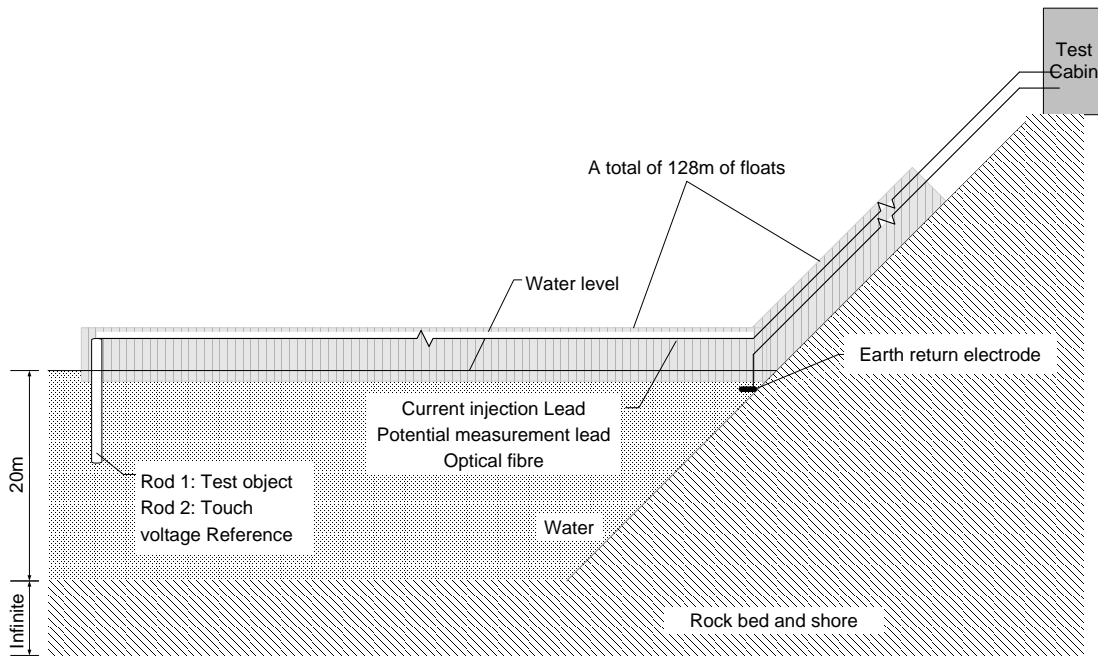 Test
Cabin
A total of 128m of floats
Water level
Earth return electrode
Current injection Lead
Potential measurement lead
Optical fibre
Rod 1: Test object
Rod 2: Touch
voltage Reference
Water
20m
Infinite
Rock bed and shore